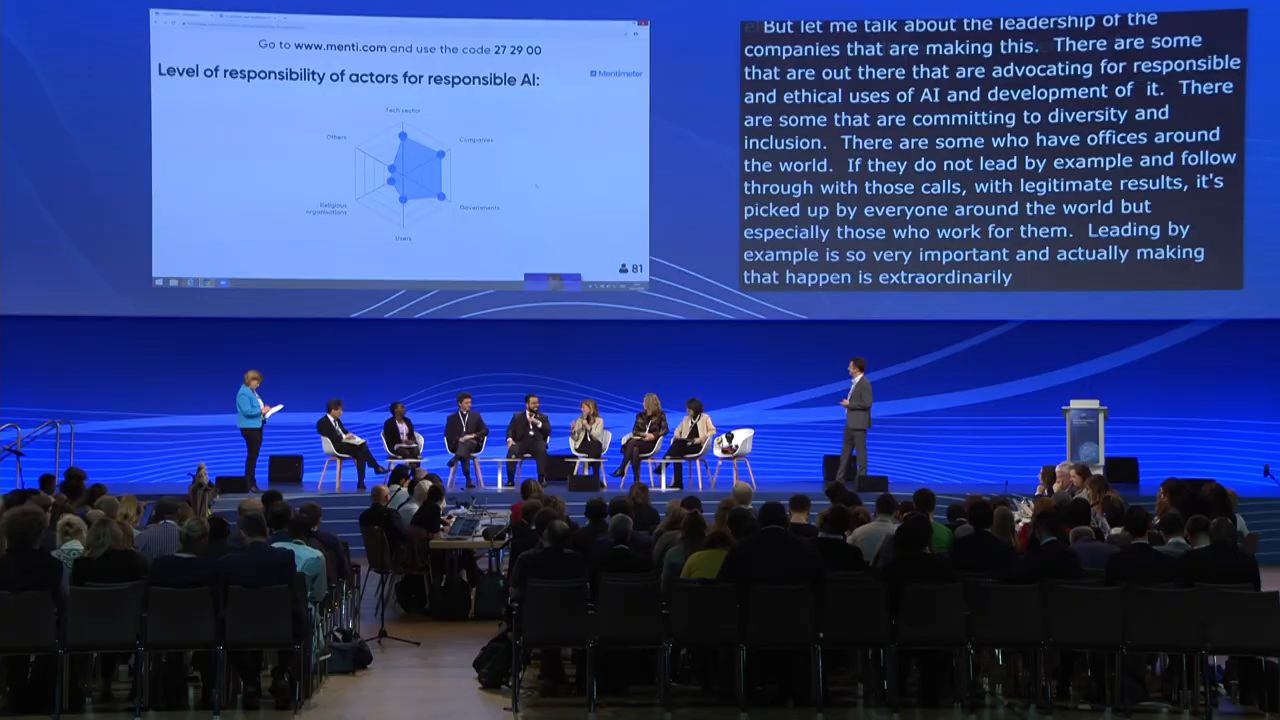 Go to www.menti.com and use the code 27 29 00
Level of responsibility of actors for responsible AI:
Mentimeter
Tech sector
Others
Companies
Religious
organisations
Governments
Users
81
But let me talk about the leadership of the
companies that are making this.  There are some
that are out there that are advocating for responsible
and ethical uses of AI and development of  it.  There
are some that are committing to diversity and
inclusion.  There are some who have offices around
the world.  If they do not lead by example and follow
through with those calls, with legitimate results, it's
picked up by everyone around the world but
especially those who work for them.  Leading by
example is so very important and actually making
that happen is extraordinarily